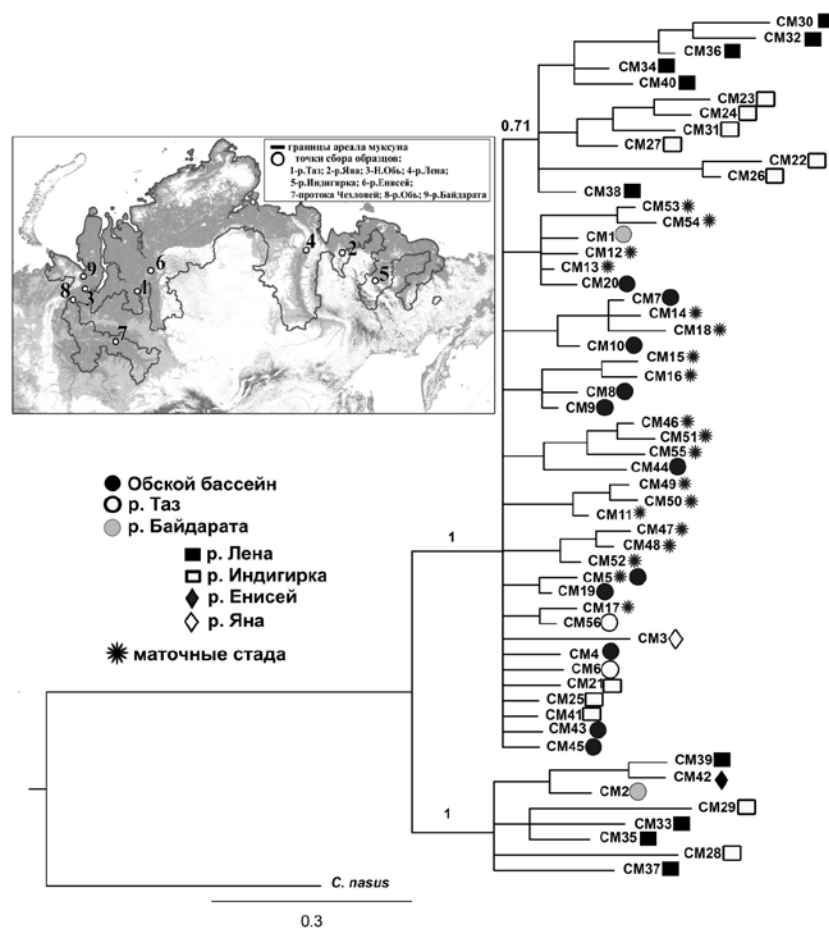 CM30
CM32
CM36
CM34
CM40
CM23
0.71
CM24
CM31
CM27
CM22
CM26
CM38
границы ареала муксуна
точки сбора образцов:
1-р.Таз; 2-р.Яна; 3-Н.Обь; 4-р.Лена;
5-р.Индигирка; 6-р.Енясей;
7-протока Чехловей; 8-р.Обь; 9-р.Байдарата
9
6
4
2
8
3
1
5
7
CM53
CM54
CM1
CM12
CM13
CM20
CM7
CM14
CM18
CM10
CM15
CM16
CM8
CM9
CM46
CM51
CM55
CM44
CM49
CM50
CM11
CM47
CM48
CM52
CM5
CM19
CM17
CM56
CM3
CM4
CM6
CM21
CM25
CM41
CM43
CM45
1
Обской бассейн
р. Таз
р. Байдарата
р. Лена
р. Индигирка
р. Енисей
р. Яна
маточные стада
CM39
CM42
CM2
CM29
1
CM33
CM35
CM28
CM37
C. nasus
0.3